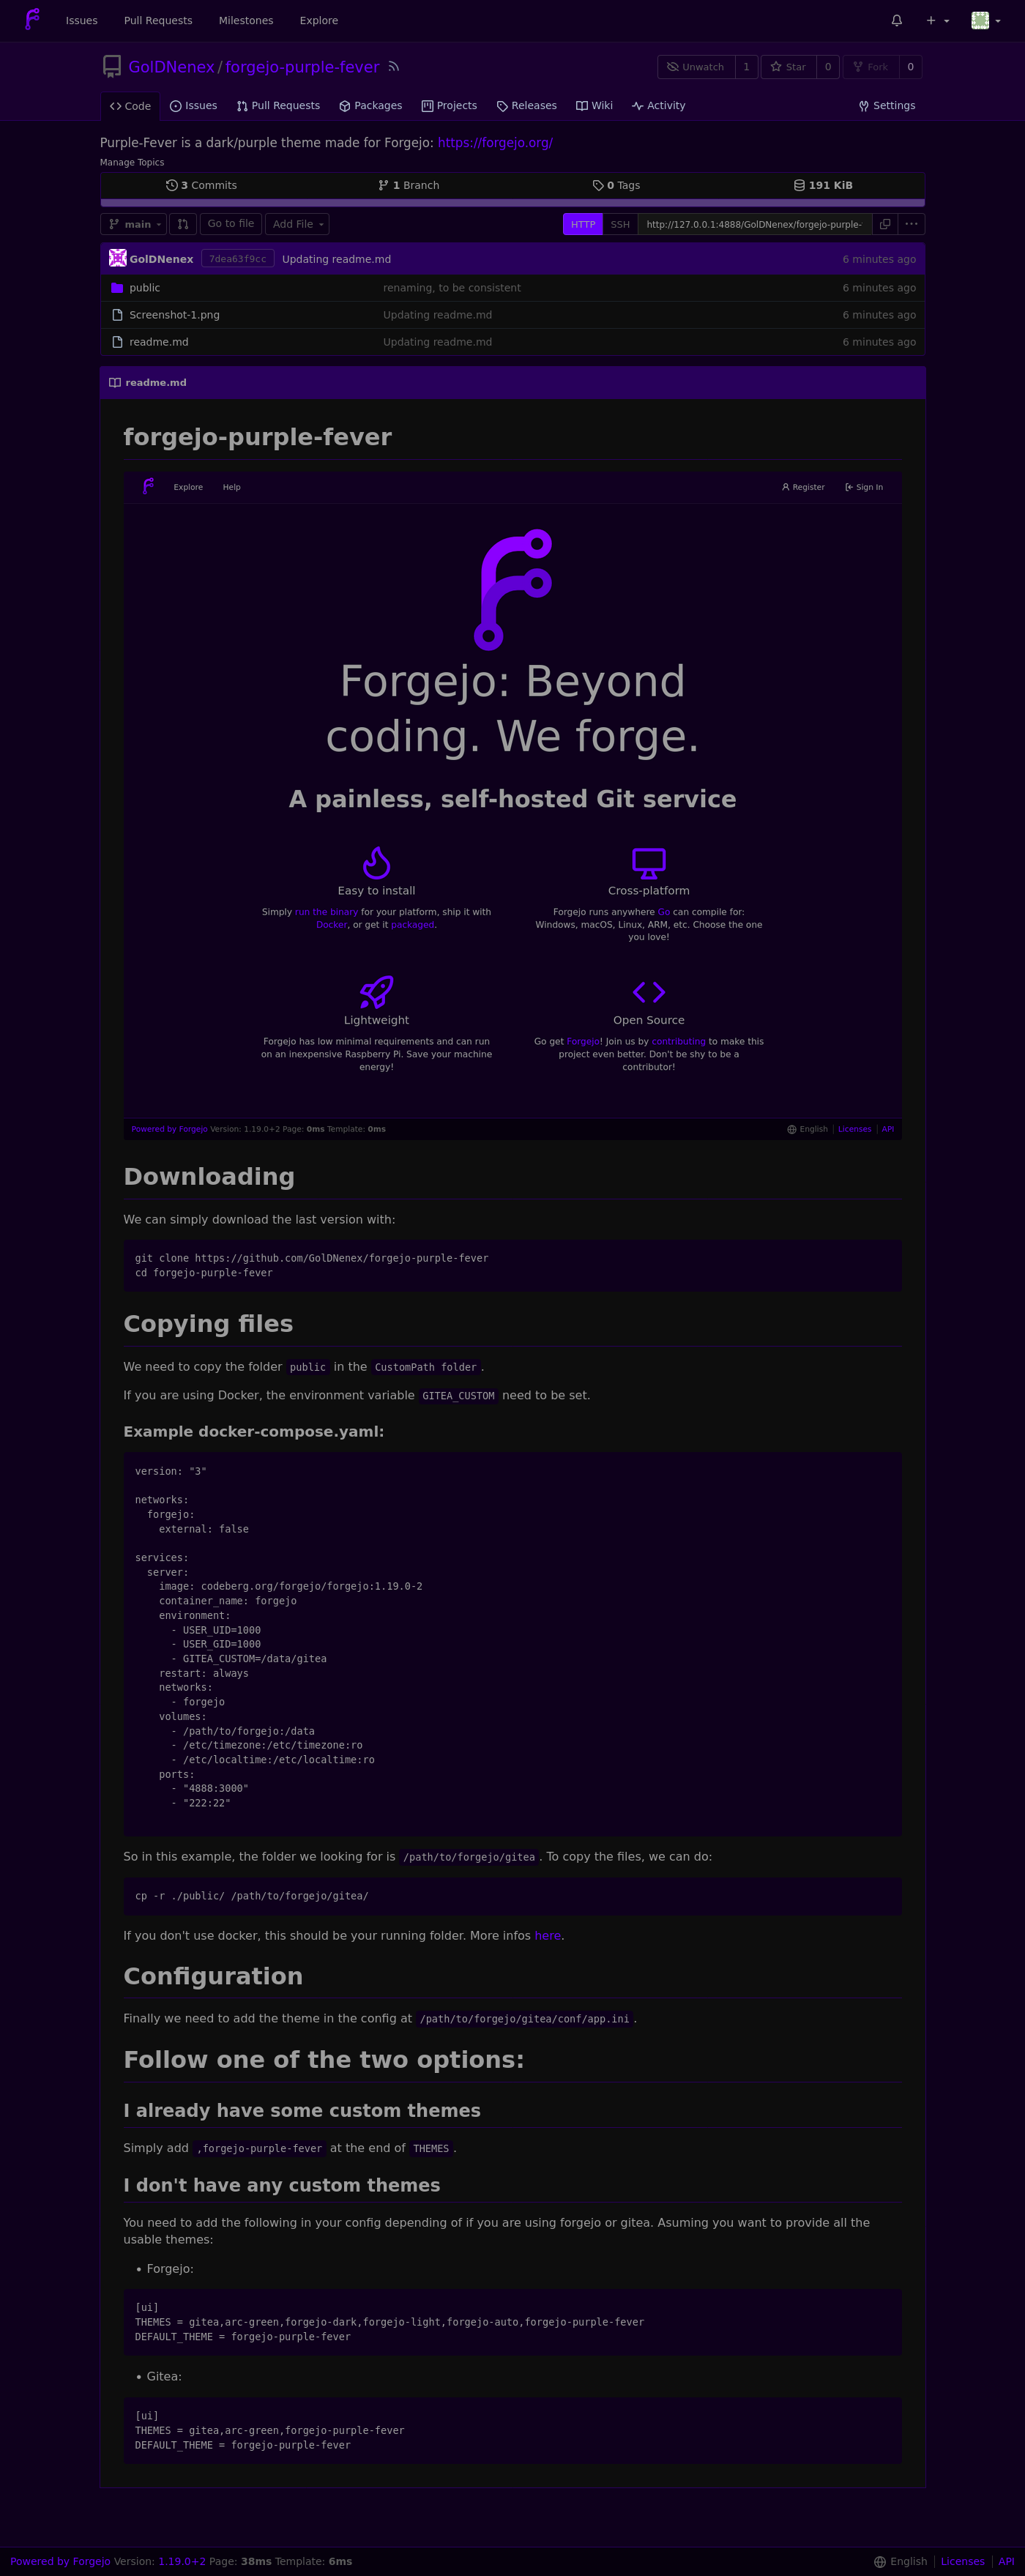 Issues Pull Requests Milestones Explore
GolDNenex/forgejo-purple-fever Unwatch 1 Star 0 Fork 0
Code Issues Pull Requests Packages Projects Releases Wiki Activity Settings
Purple-Fever is a dark/purple theme made for Forgejo: https://forgejo.org/
Manage Topics
3 Commits 1 Branch 0 Tags 191 KiB
main Go to file Add File HTTP SSH http://127.0.0.1:4888/GolDNenex/forgejo-purple-
GolDNenex 7dea63f9cc Updating readme.md 6 minutes ago
public renaming, to be consistent 6 minutes ago
Screenshot-1.png Updating readme.md 6 minutes ago
readme.md Updating readme.md 6 minutes ago
readme.md
forgejo-purple-fever
Explore Help Register Sign In
Forgejo: Beyond
coding. We forge.
A painless, self-hosted Git service
Easy to install
Simply run the binary for your platform, ship it with
Docker, or get it packaged.
Cross-platform
Forgejo runs anywhere Go can compile for:
Windows, macOS, Linux, ARM, etc. Choose the one
you love!
Lightweight
Forgejo has low minimal requirements and can run
on an inexpensive Raspberry Pi. Save your machine
energy!
Open Source
Go get Forgejo! Join us by contributing to make this
project even better. Don't be shy to be a
contributor!
Powered by Forgejo Version: 1.19.0+2 Page: 0ms Template: 0ms English Licenses API
Downloading
We can simply download the last version with:
git clone https://github.com/GolDNenex/forgejo-purple-fever
cd forgejo-purple-fever
Copying files
We need to copy the folder public in the CustomPath folder.
If you are using Docker, the environment variable GITEA_CUSTOM need to be set.
Example docker-compose.yaml:
version: "3"
networks:
  forgejo:
    external: false
services:
  server:
    image: codeberg.org/forgejo/forgejo:1.19.0-2
    container_name: forgejo
    environment:
      - USER_UID=1000
      - USER_GID=1000
      - GITEA_CUSTOM=/data/gitea
    restart: always
    networks:
      - forgejo
    volumes:
      - /path/to/forgejo:/data
      - /etc/timezone:/etc/timezone:ro
      - /etc/localtime:/etc/localtime:ro
    ports:
      - "4888:3000"
      - "222:22"
So in this example, the folder we looking for is /path/to/forgejo/gitea. To copy the files, we can do:
cp -r ./public/ /path/to/forgejo/gitea/
If you don't use docker, this should be your running folder. More infos here.
Configuration
Finally we need to add the theme in the config at /path/to/forgejo/gitea/conf/app.ini.
Follow one of the two options:
I already have some custom themes
Simply add ,forgejo-purple-fever at the end of THEMES.
I don't have any custom themes
You need to add the following in your config depending of if you are using forgejo or gitea. Asuming you want to provide all the
usable themes:
• Forgejo:
[ui]
THEMES = gitea,arc-green,forgejo-dark,forgejo-light,forgejo-auto,forgejo-purple-fever
DEFAULT_THEME = forgejo-purple-fever
• Gitea:
[ui]
THEMES = gitea,arc-green,forgejo-purple-fever
DEFAULT_THEME = forgejo-purple-fever
Powered by Forgejo Version: 1.19.0+2 Page: 38ms Template: 6ms English Licenses API